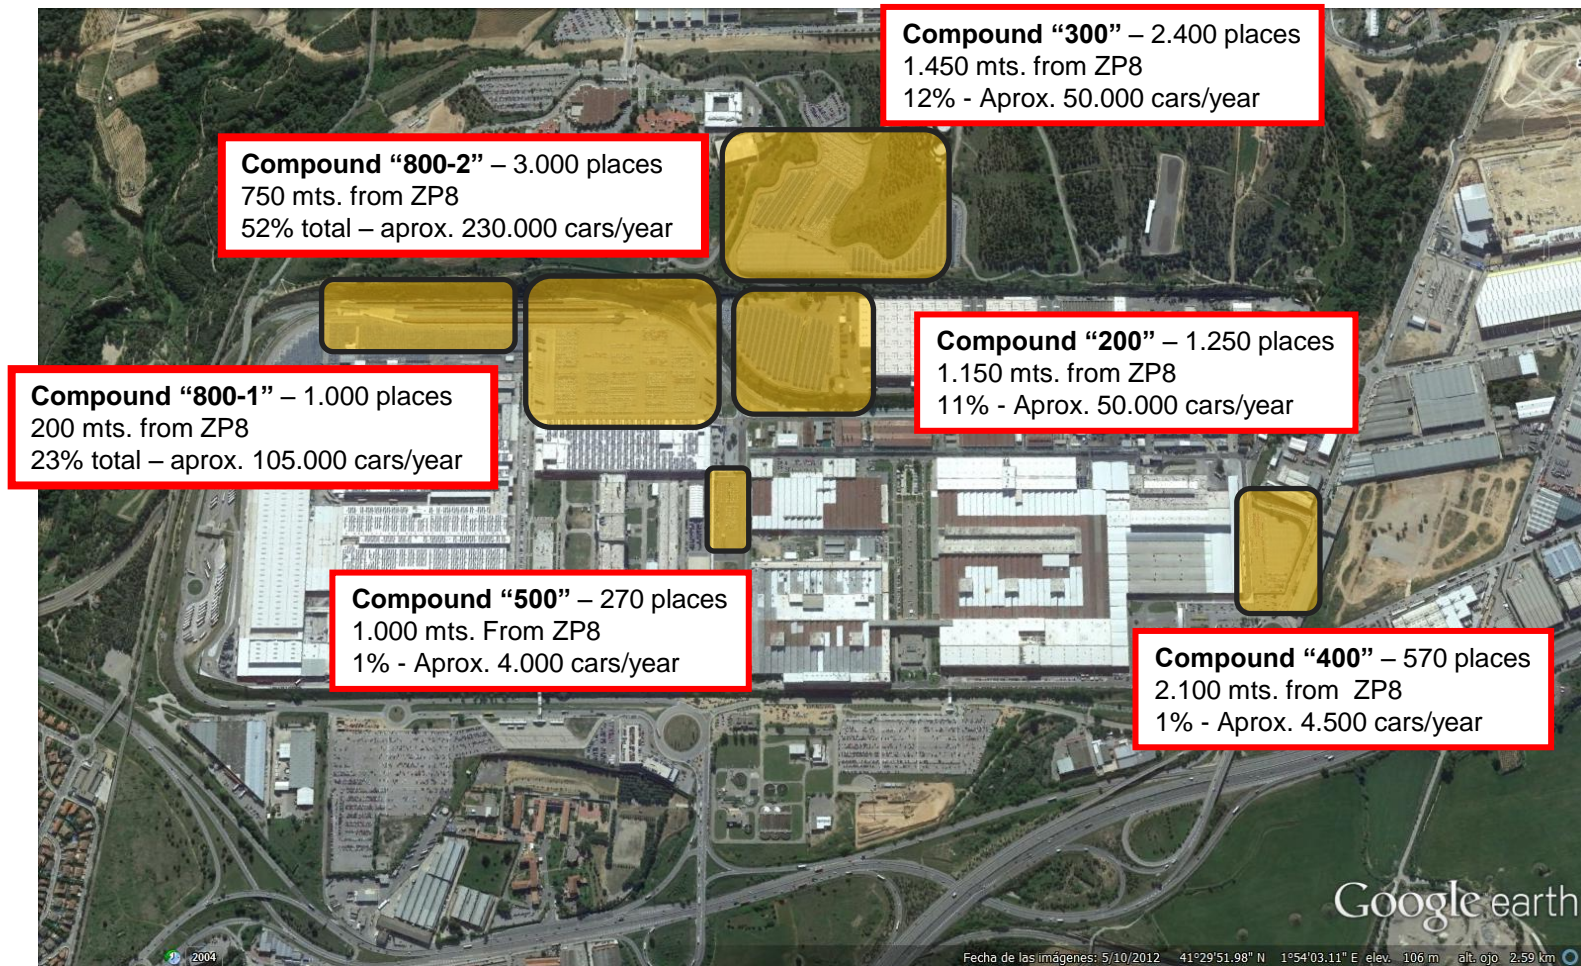 Compound “300” – 2.400 places
1.450 mts. from ZP8
12% - Aprox. 50.000 cars/year
Compound “800-2” – 3.000 places
750 mts. from ZP8
52% total – aprox. 230.000 cars/year
Compound “200” – 1.250 places
1.150 mts. from ZP8
11% - Aprox. 50.000 cars/year
Compound “800-1” – 1.000 places
200 mts. from ZP8
23% total – aprox. 105.000 cars/year
Compound “500” – 270 places
1.000 mts. From ZP8
1% - Aprox. 4.000 cars/year
Compound “400” – 570 places
2.100 mts. from  ZP8
1% - Aprox. 4.500 cars/year
Google earth
2004
Fecha de las imágenes: 5/10/2012 41°29'51.98" N 1°54'03.11" E elev. 106 m alt. ojo 2.59 km